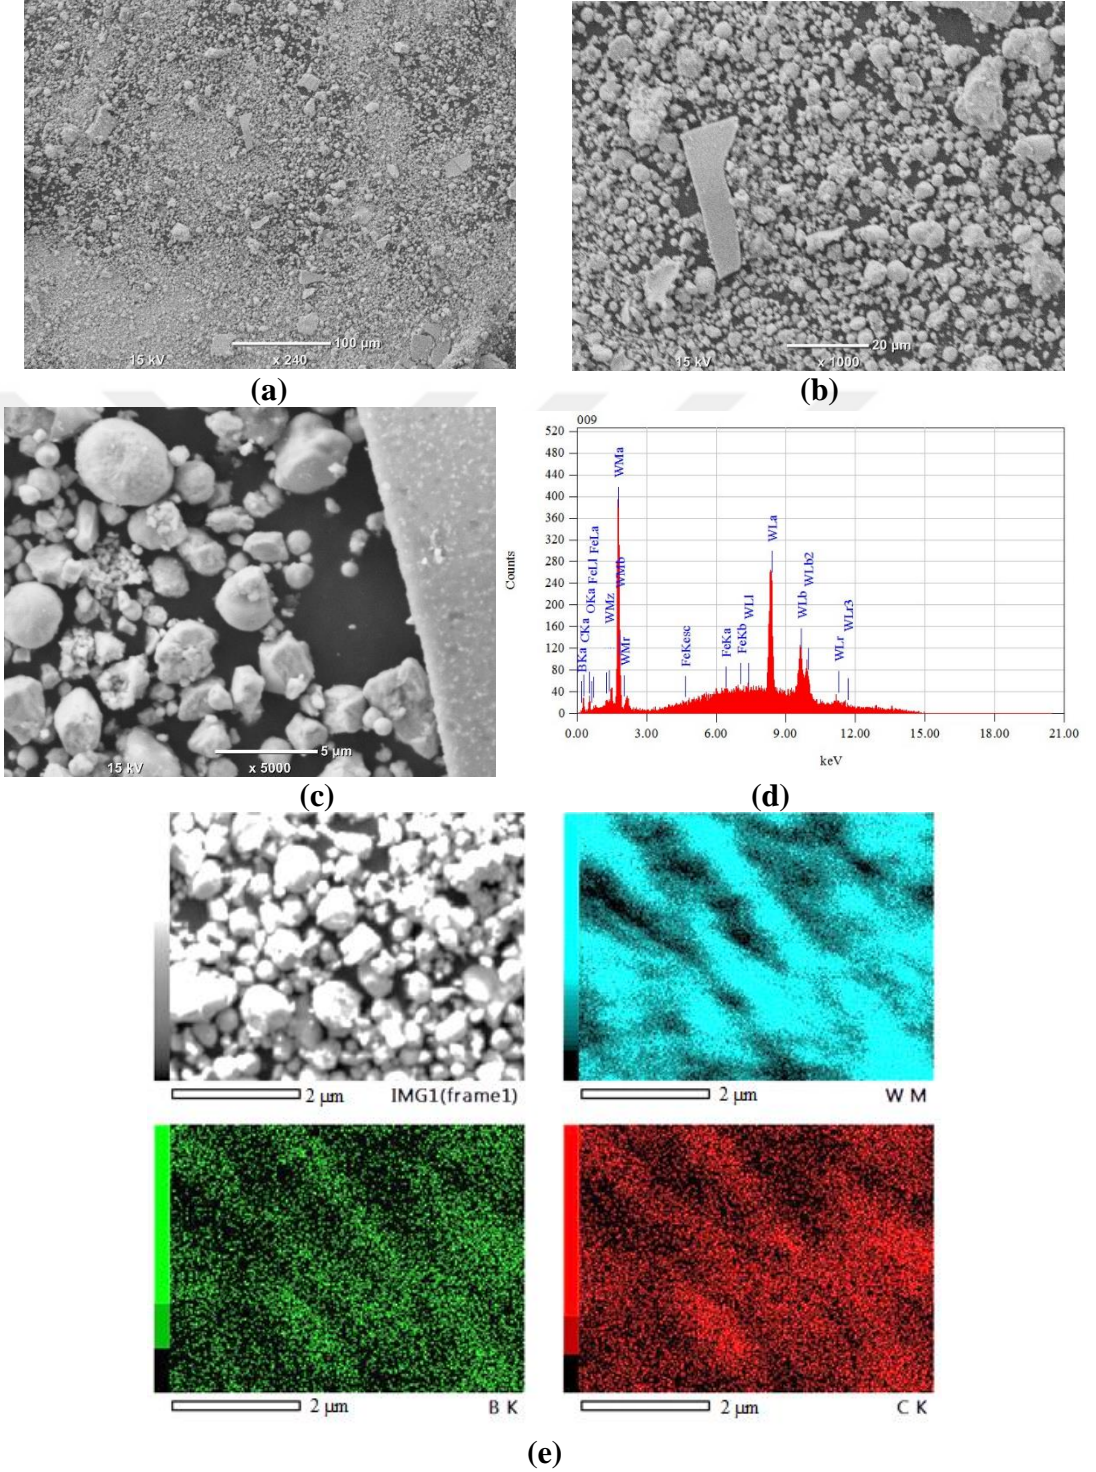 100 µm
15 kV x 240
(a)
20 µm
15 kV x 1000
(b)
5 µm
15 kV x 5000
(c)
009
520
480
440
400
360
320
280
240
200
160
120
80
40
0
Counts
BKa
CKa
OKa
FeLl
FeLa
WMz
WMa
WMb
WMr
FeKesc
FeKa
FeKb
WLl
WLa
WLb
WLb2
WLr
WLr3
0.00 3.00 6.00 9.00 12.00 15.00 18.00 21.00
keV
(d)
2 µm IMG1(frame1)
2 µm W M
2 µm B K
2 µm C K
(e)